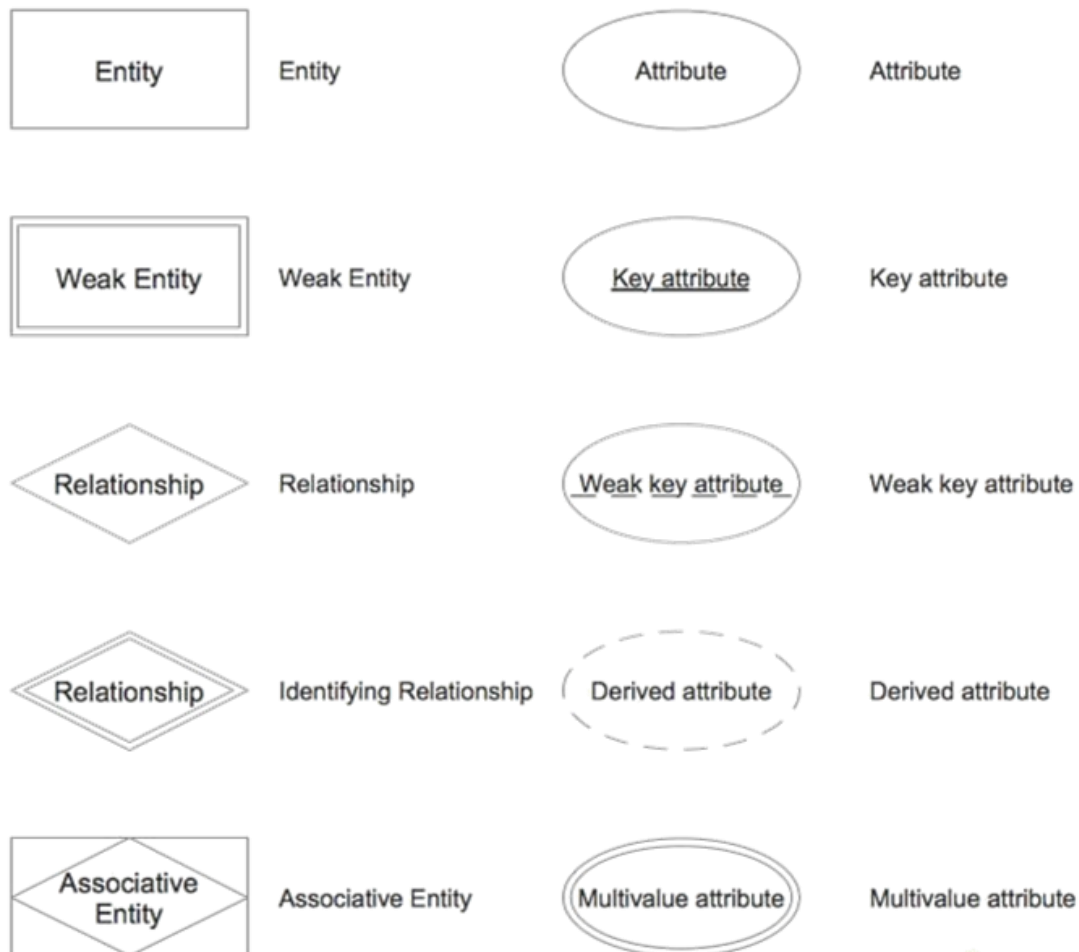 Entity Entity Attribute Attribute
Weak Entity Weak Entity Key attribute Key attribute
Relationship Relationship Weak key attribute Weak key attribute
Relationship Identifying Relationship Derived attribute Derived attribute
Associative
Entity Associative Entity Multivalue attribute Multivalue attribute